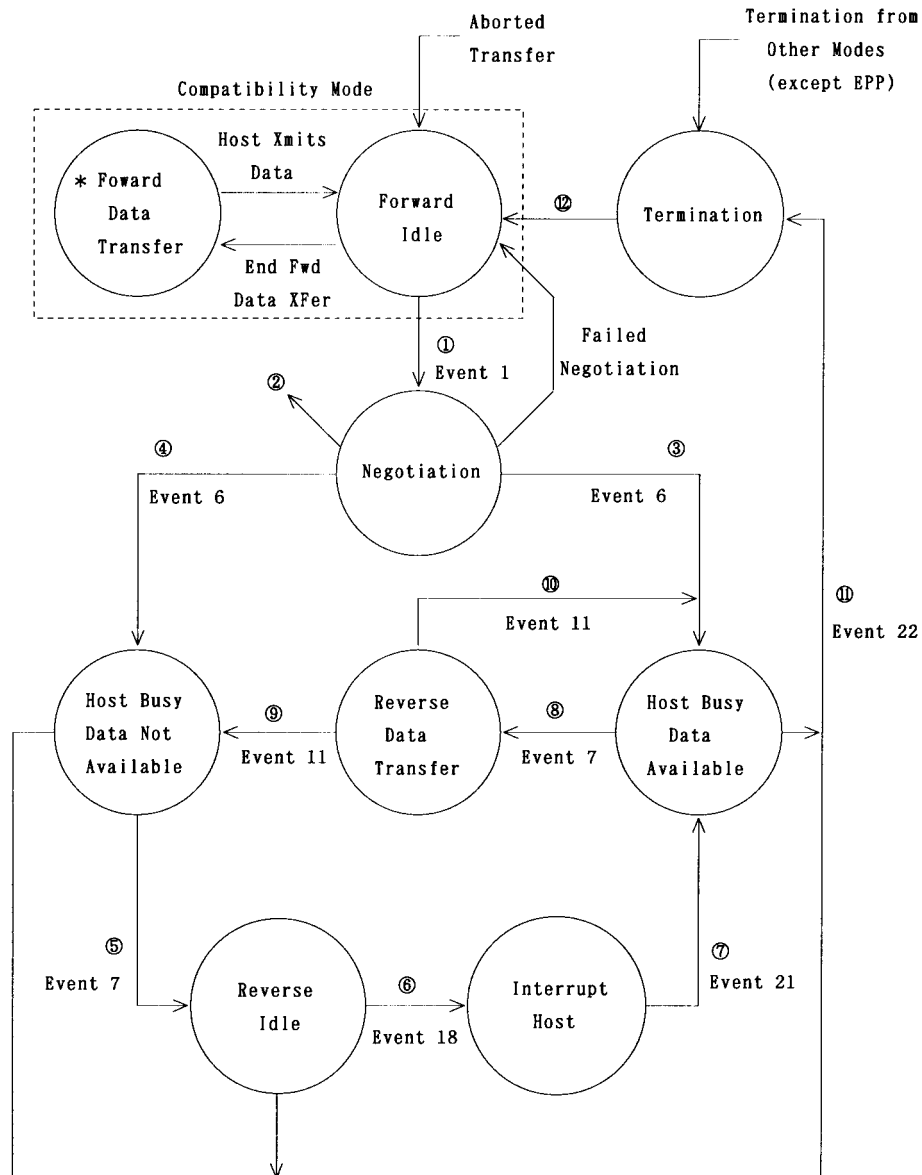 Aborted
Transfer
Termination from
Other Modes
(except EPP)
Compatibility Mode
* Foward
Data
Transfer
Host Xmits
Data
End Fwd
Data XFer
Forward
Idle
⑫
Termination
①
Event 1
Failed
Negotiation
②
Negotiation
④
Event 6
③
Event 6
⑩
Event 11
⑪
Event 22
Host Busy
Data Not
Available
⑨
Event 11
Reverse
Data
Transfer
⑧
Event 7
Host Busy
Data
Available
⑤
Event 7
Reverse
Idle
⑥
Event 18
Interrupt
Host
⑦
Event 21